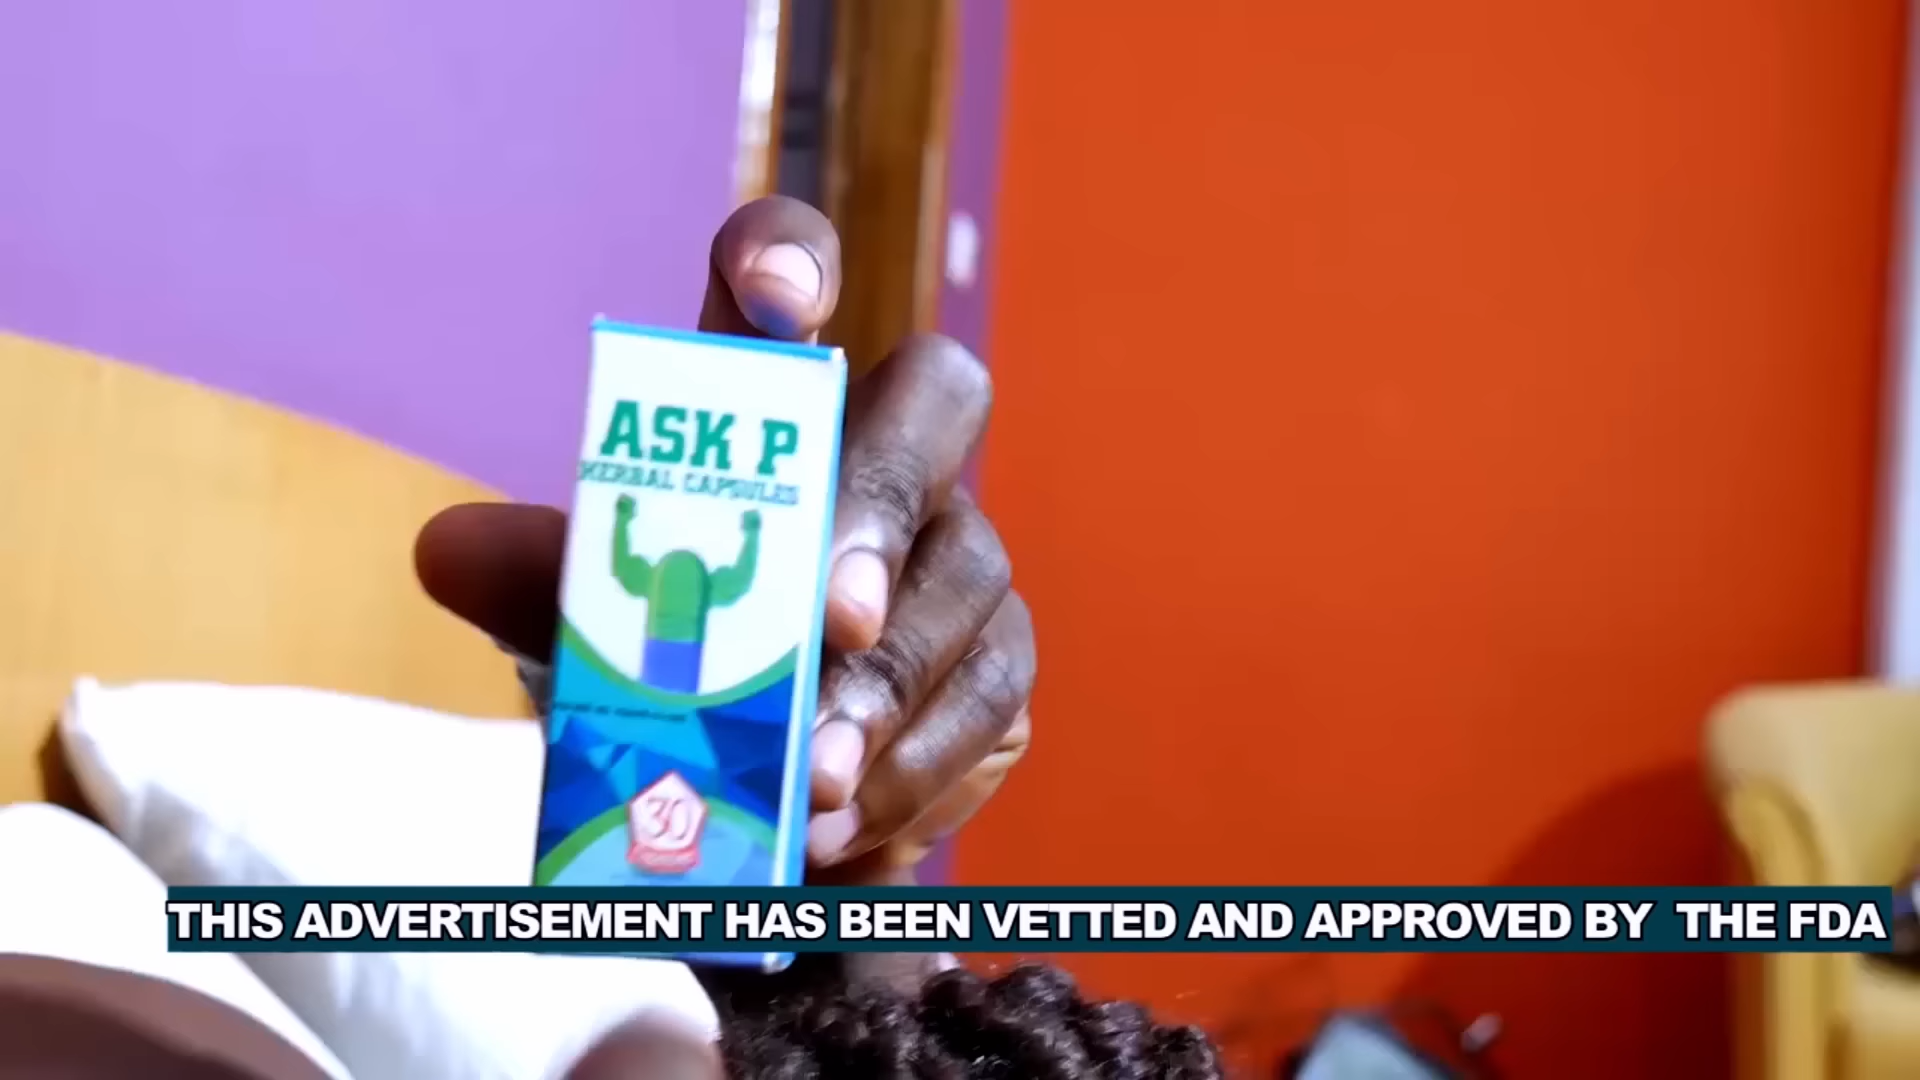 ASK P
HERBAL CAPSULES
30
THIS ADVERTISEMENT HAS BEEN VETTED AND APPROVED BY THE FDA